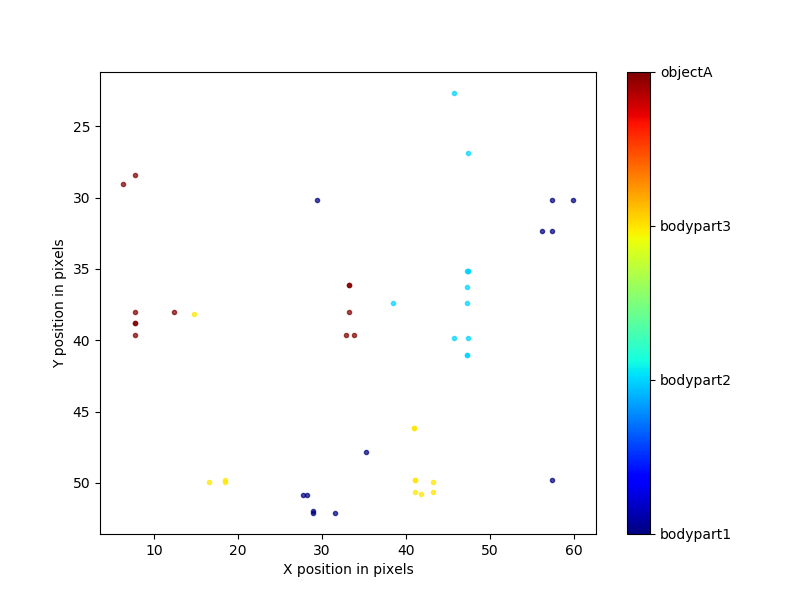 25
30
35
40
45
50
Y position in pixels
10
20
30
40
50
60
X position in pixels
objectA
bodypart3
bodypart2
bodypart1